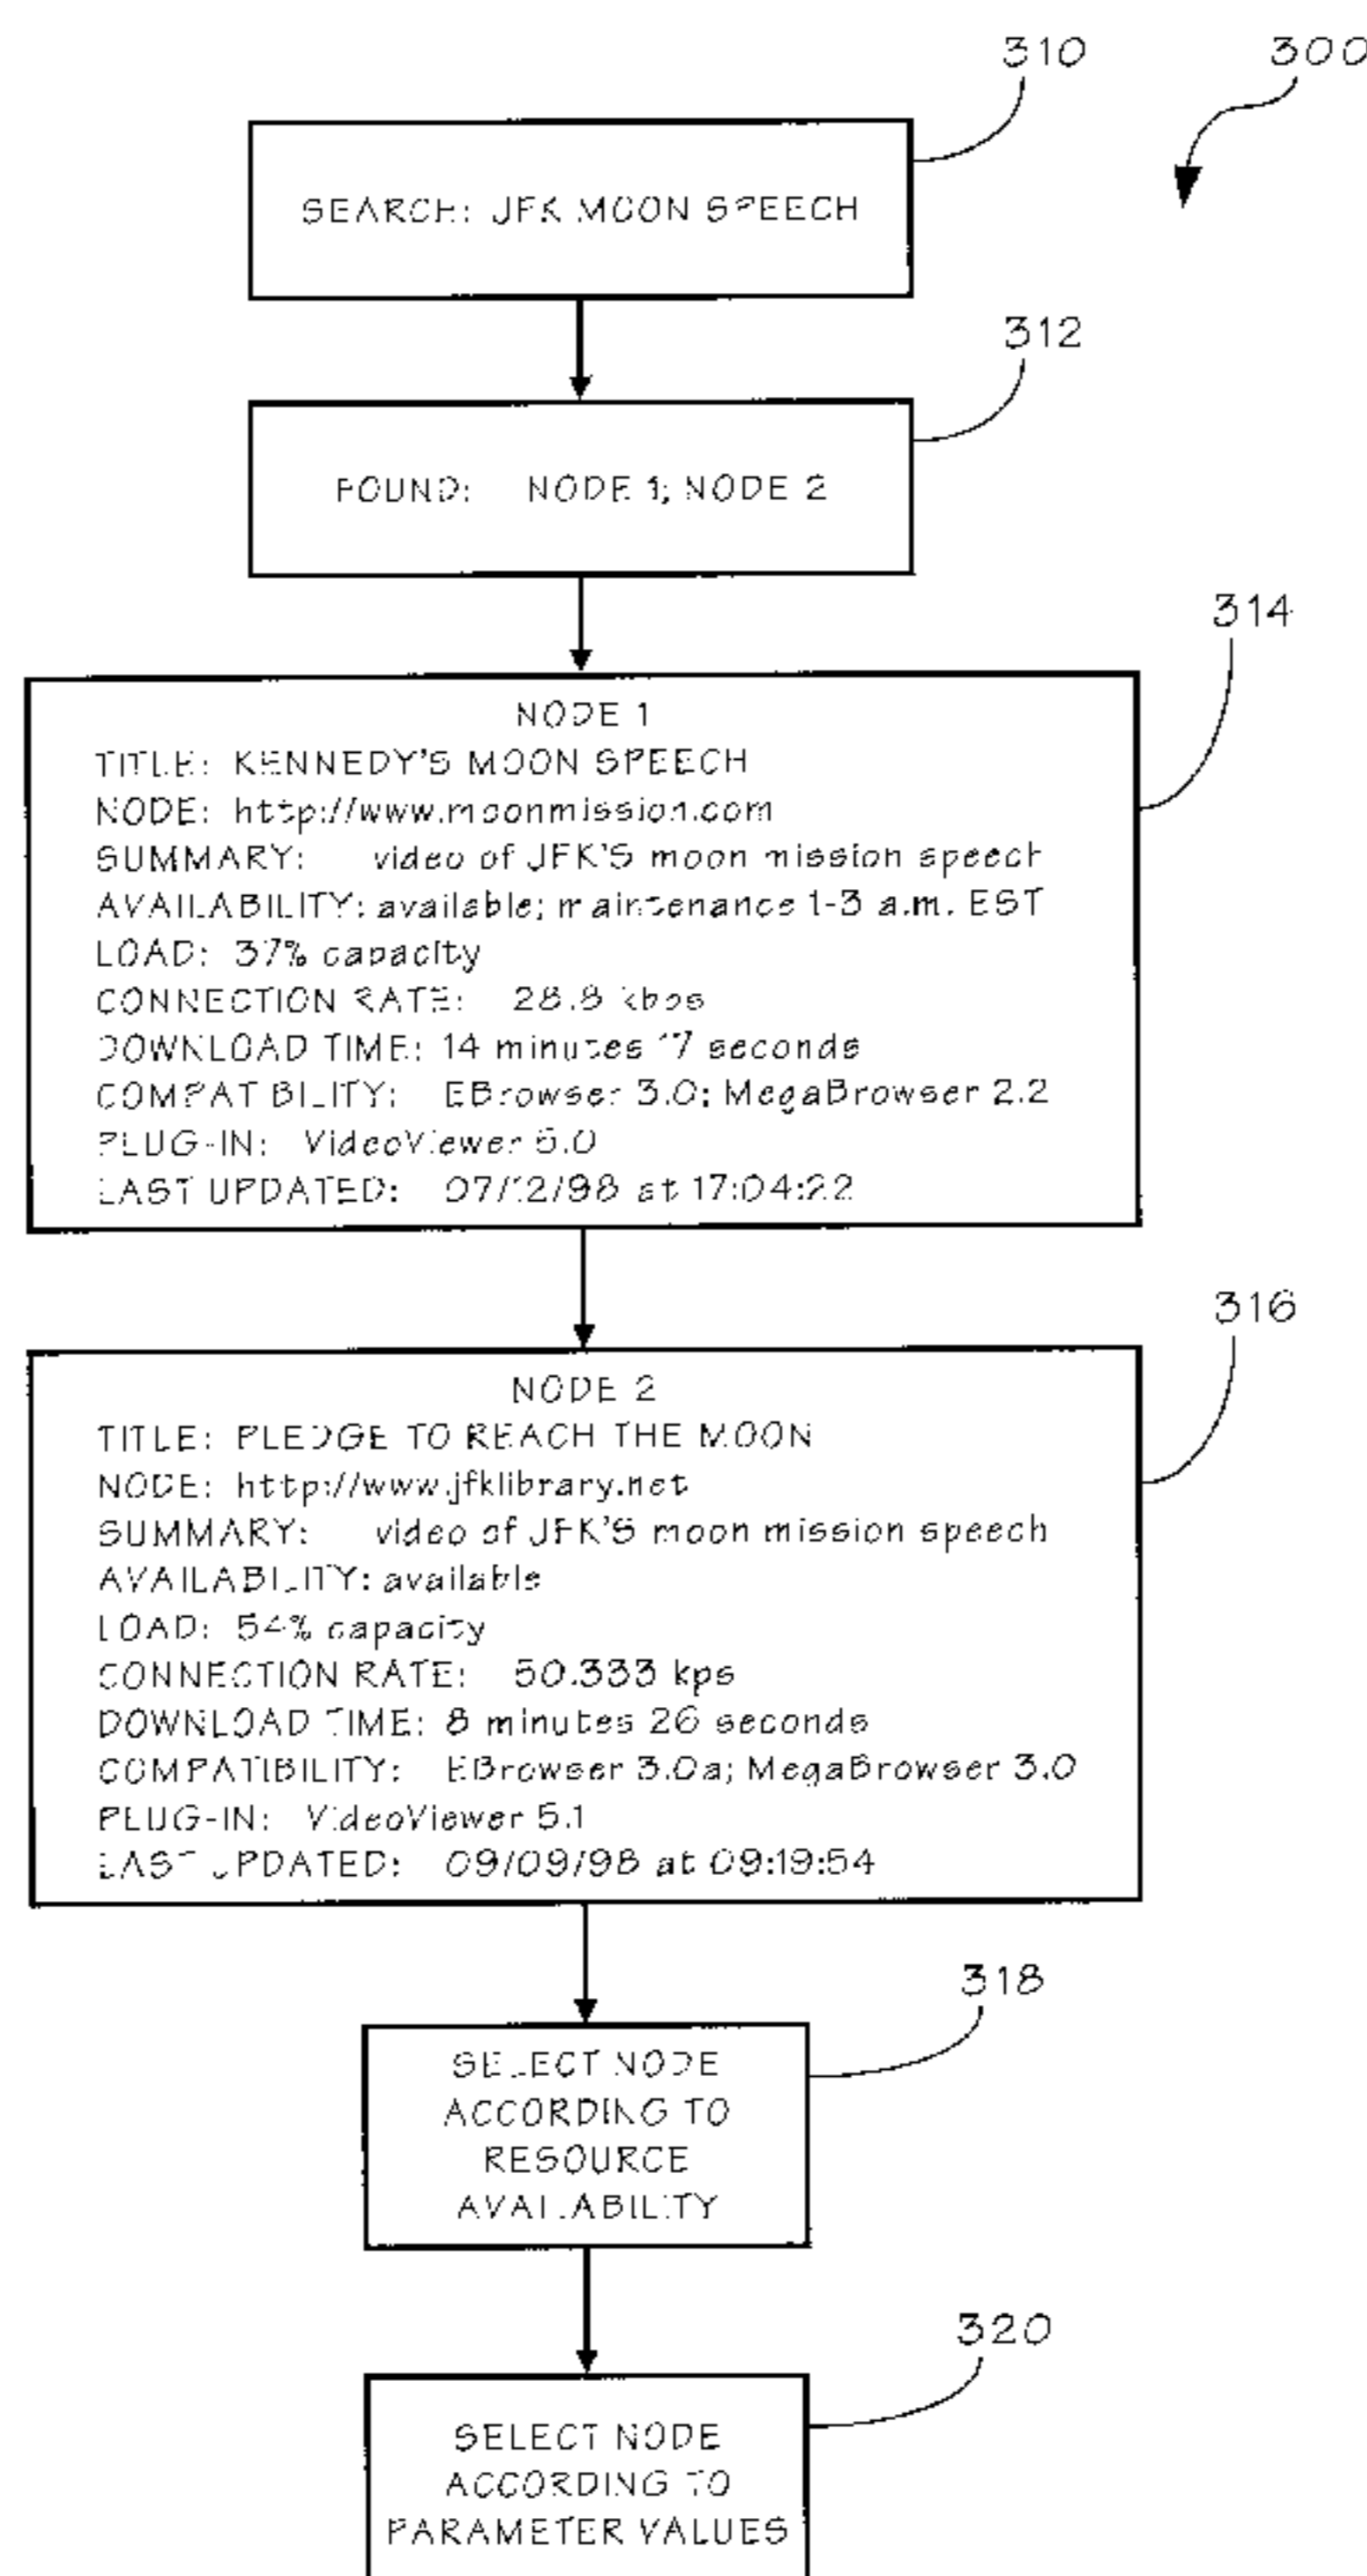 310
300
SEARCH: JFK MOON SPEECH
312
FOUND: NODE 1; NODE 2
314
NODE 1
TITLE: KENNEDY'S MOON SPEECH
NODE: http://www.moonmission.com
SUMMARY: video of JFK'S moon mission speech
AVAILABILITY: available; maintenance 1-3 a.m. EST
LOAD: 37% capacity
CONNECTION RATE: 28.8 kbps
DOWNLOAD TIME: 14 minutes 17 seconds
COMPATIBILITY: EBrowser 3.0; MegaBrowser 2.2
PLUG-IN: VideoViewer
LAST UPDATED: 07/12/98 at 17:04:22
316
NODE 2
TITLE: PLEDGE TO REACH THE MOON
NODE: http://www.jfklibrary.net
SUMMARY: video of JFK'S moon mission speech
AVAILABILITY: available
LOAD: 54% capacity
CONNECTION RATE: 50.333 kps
DOWNLOAD TIME: 8 minutes 26 seconds
COMPATIBILITY: EBrowser 3.0a; MegaBrowser 3.0
PLUG-IN: VideoViewer 5.1
LAST UPDATED: 09/09/98 at 09:19:54
318
SELECT NODE
ACCORDING TO
RESOURCE
AVAILABILITY
320
SELECT NODE
ACCORDING TO
PARAMETER VALUES